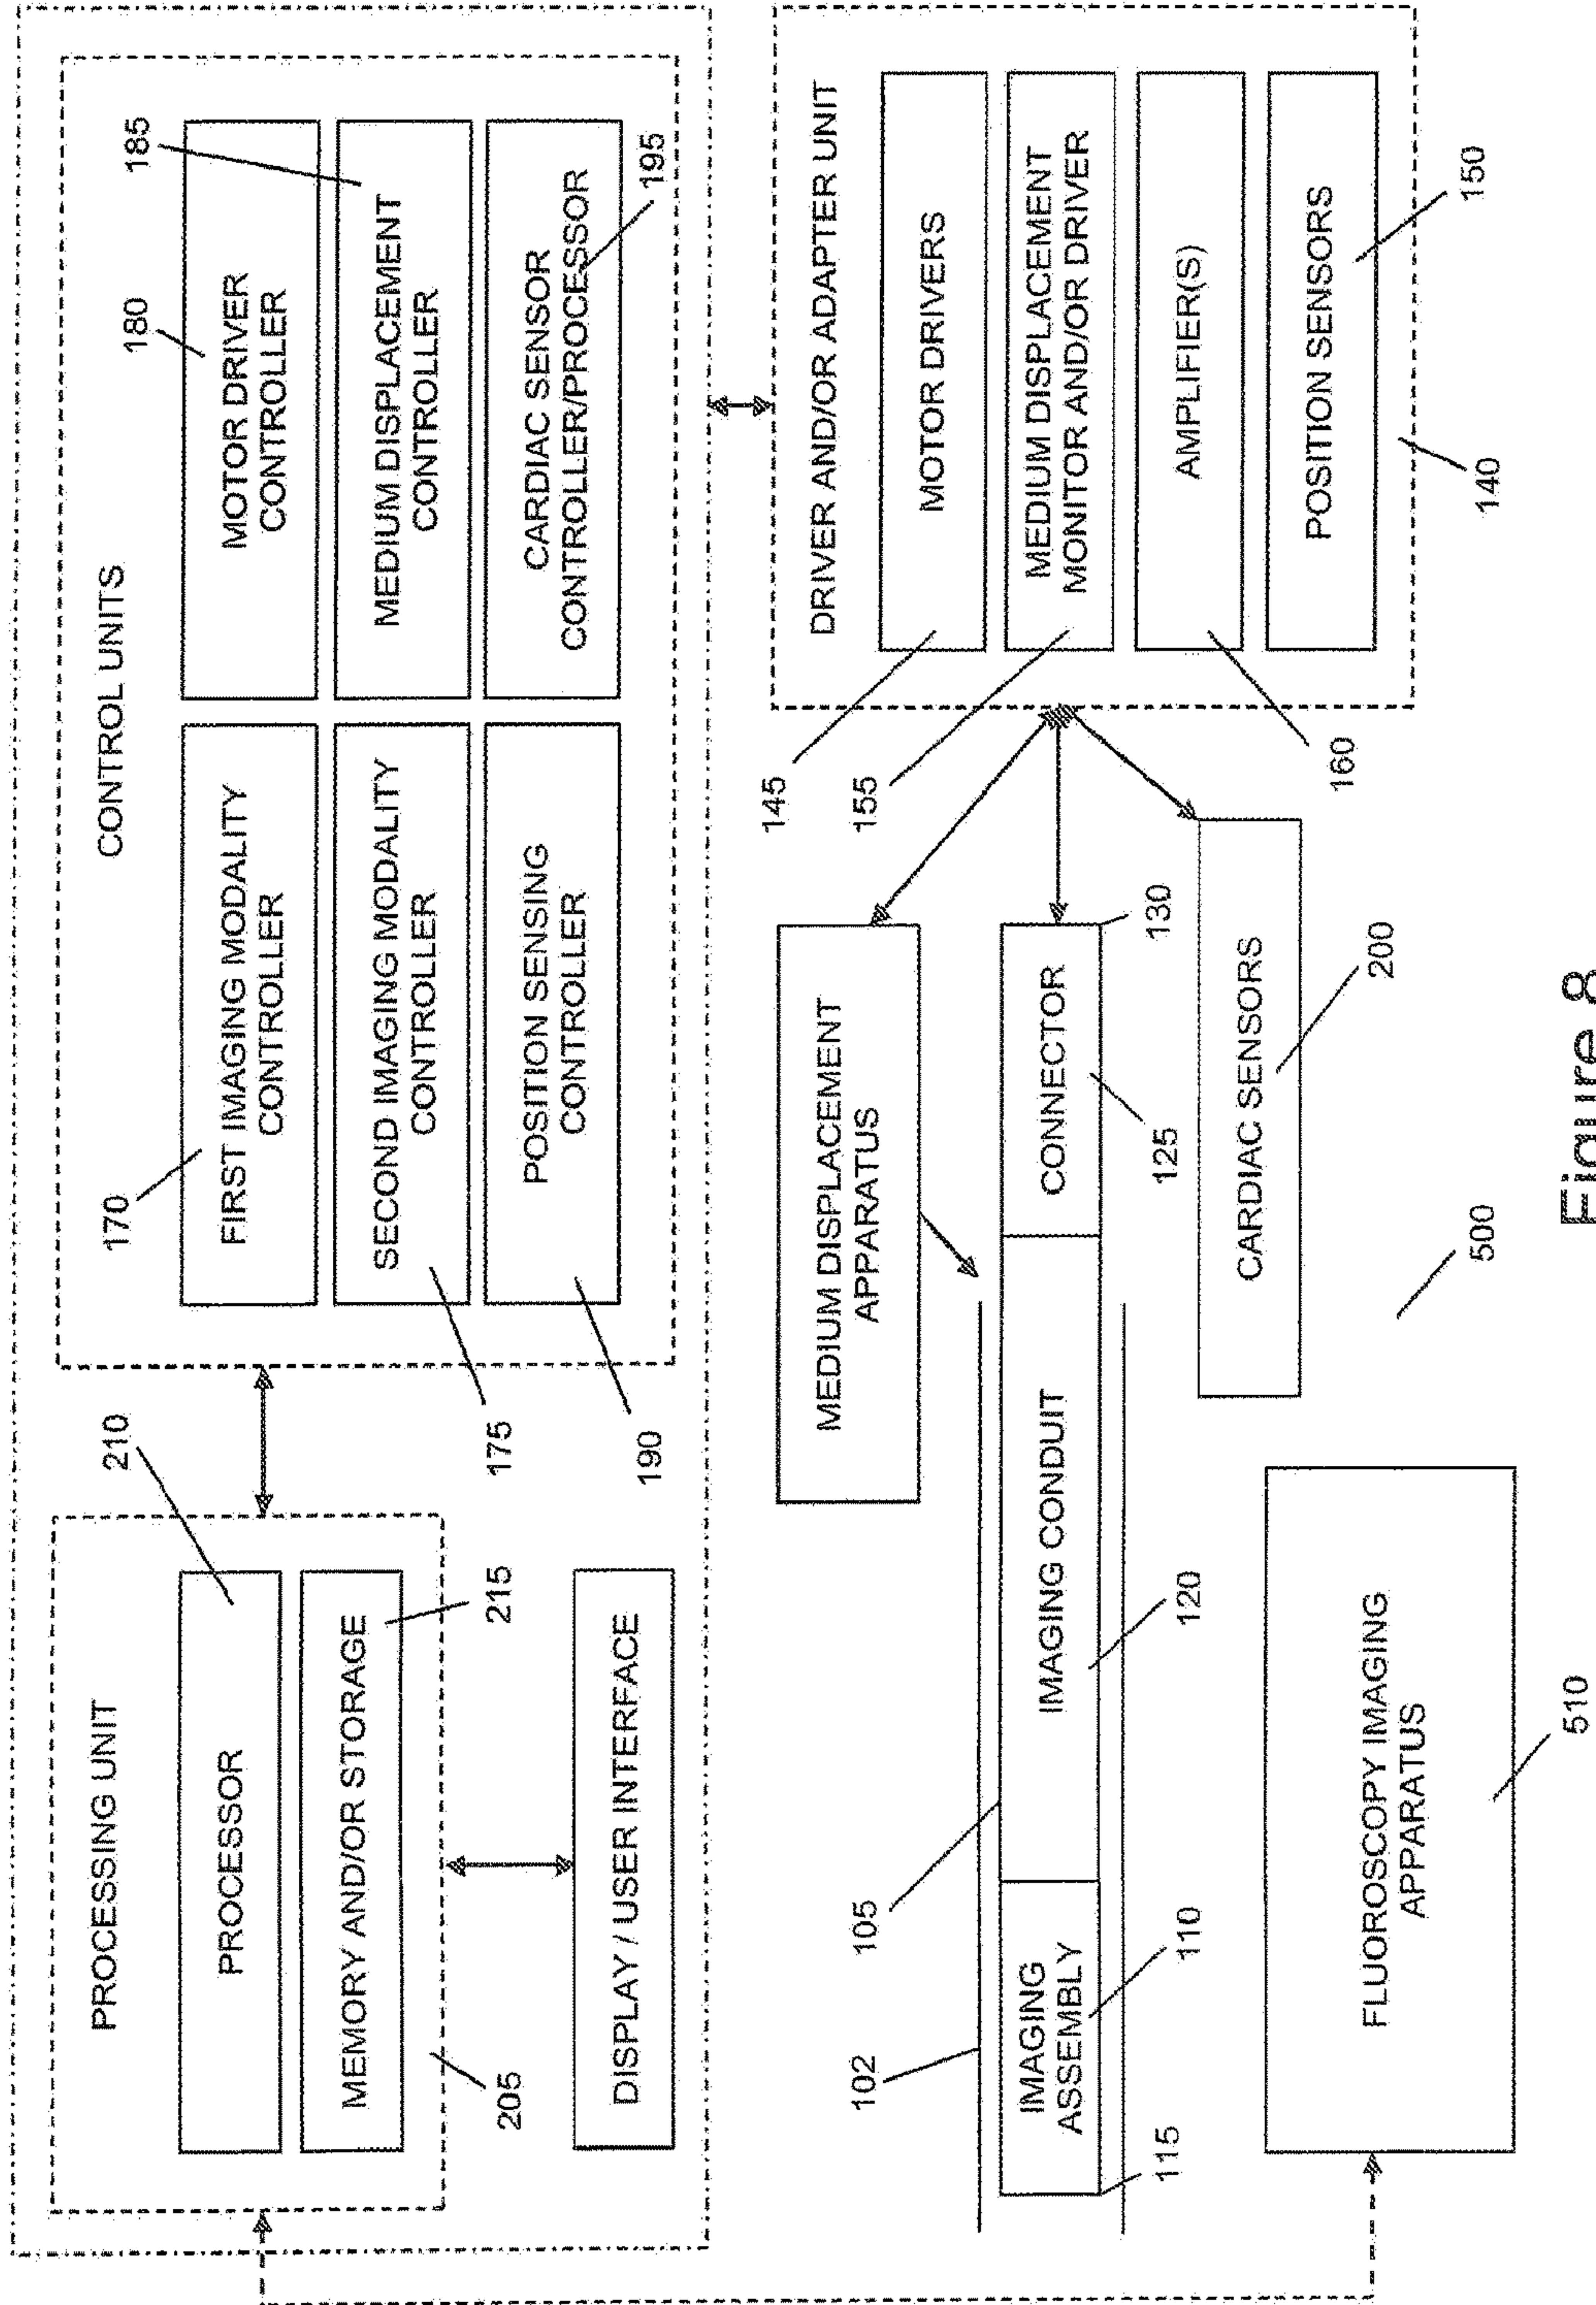 PROCESSING UNIT
210
PROCESSOR
MEMORY AND/OR STORAGE
215
205
DISPLAY / USER INTERFACE
CONTROL UNITS
170
FIRST IMAGING MODALITY
CONTROLLER
180
MOTOR DRIVER
CONTROLLER
185
SECOND IMAGING MODALITY
CONTROLLER
175
MEDIUM DISPLACEMENT
CONTROLLER
POSITION SENSING
CONTROLLER
190
CARDIAC SENSOR
CONTROLLER/PROCESSOR
195
MEDIUM DISPLACEMENT
APPARATUS
102
105
IMAGING
ASSEMBLY
115
110
IMAGING CONDUIT
120
CONNECTOR
125
130
CARDIAC SENSORS
200
DRIVER AND/OR ADAPTER UNIT
145
MOTOR DRIVERS
155
MEDIUM DISPLACEMENT
MONITOR AND/OR DRIVER
AMPLIFIER(S)
160
POSITION SENSORS
150
140
FLUOROSCOPY IMAGING
APPARATUS
510
500
Figure 8